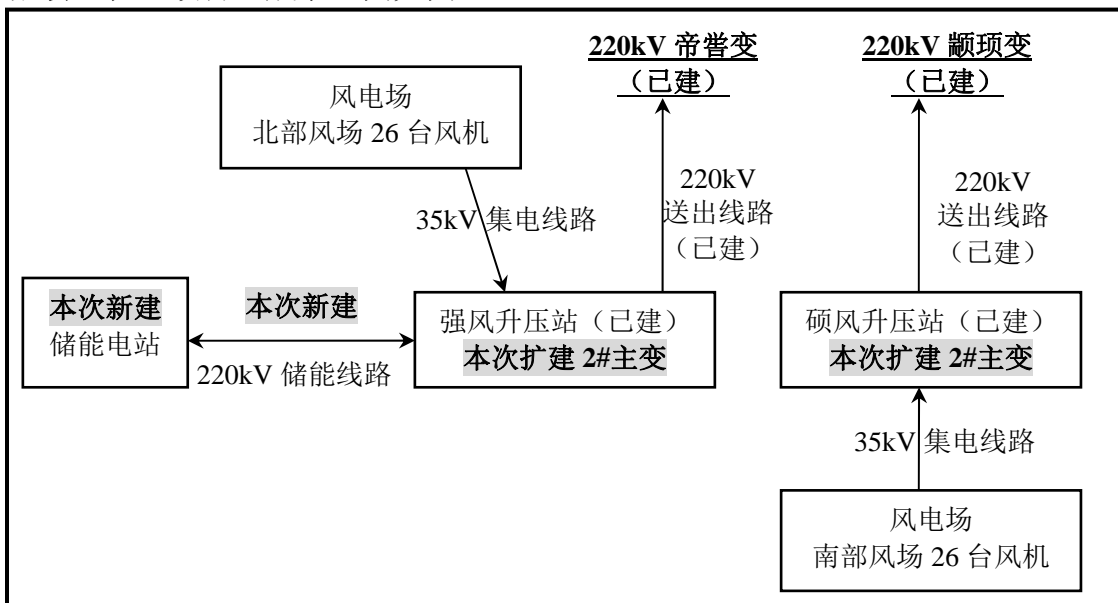 220kV 帝喾变
（已建）
220kV 颛顼变
（已建）
风电场
北部风场 26 台风机
35kV 集电线路
220kV
送出线路
（已建）
220kV
送出线路
（已建）
本次新建
储能电站
本次新建
220kV 储能线路
强风升压站（已建）
本次扩建 2#主变
硕风升压站（已建）
本次扩建 2#主变
35kV 集电线路
风电场
南部风场 26 台风机